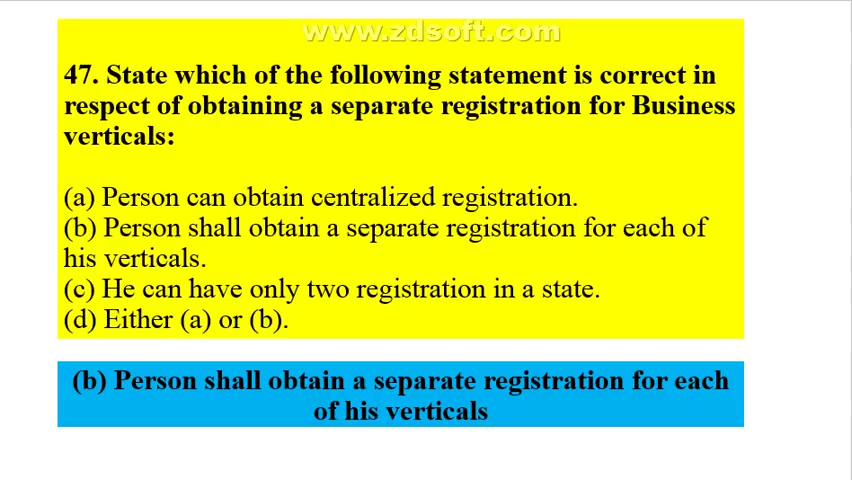 www.zdsoft.com
47. State which of the following statement is correct in
respect of obtaining a separate registration for Business
verticals:
(a) Person can obtain centralized registration.
(b) Person shall obtain a separate registration for each of
his verticals.
(c) He can have only two registration in a state.
(d) Either (a) or (b).
(b) Person shall obtain a separate registration for each
of his verticals